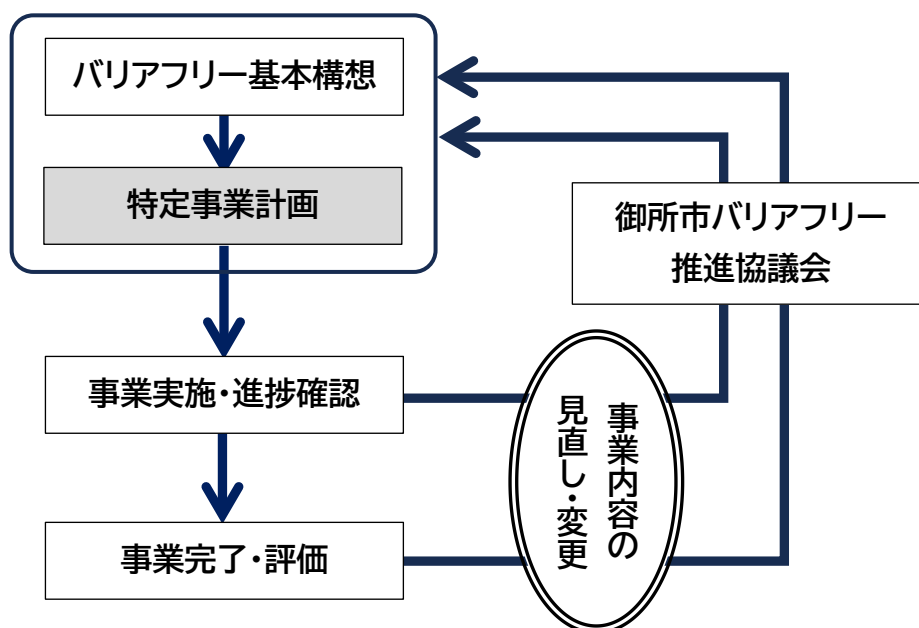 バリアフリー基本構想
特定事業計画
御所市バリアフリー
推進協議会
事業実施・進捗確認
事業内容の
見直し・変更
事業完了・評価